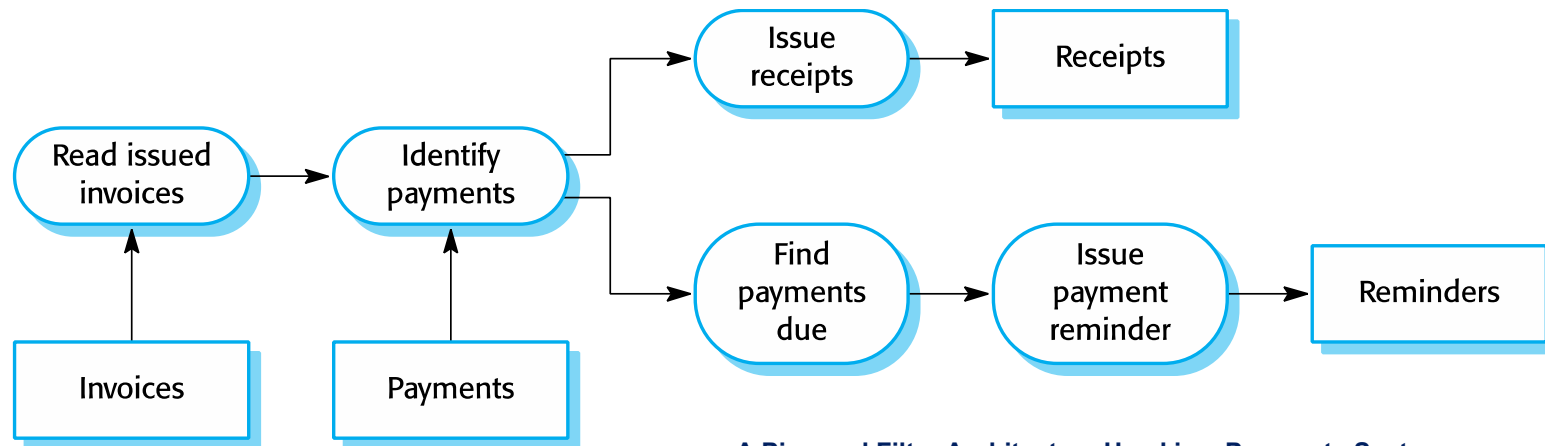 Issue
receipts
Receipts
Read issued
invoices
Identify
payments
Find
payments
due
Issue
payment
reminder
Reminders
Invoices
Payments